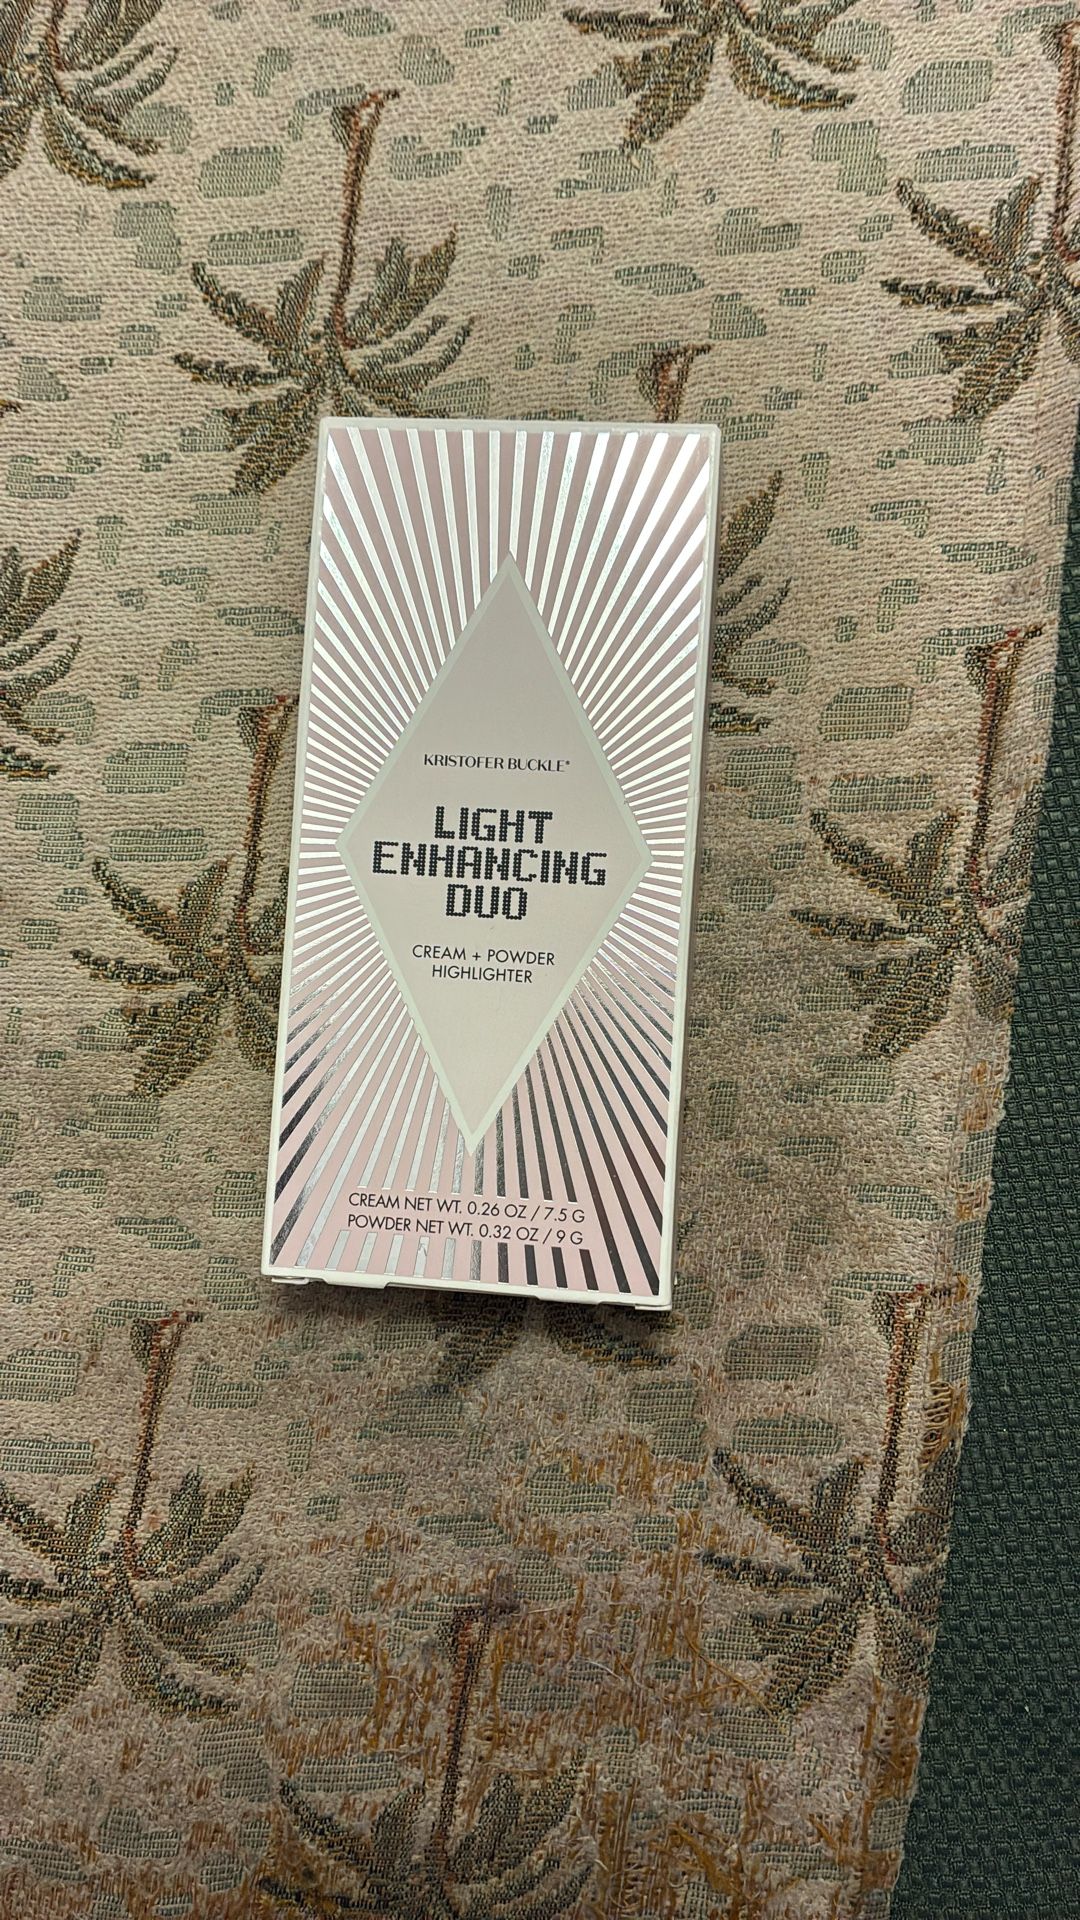 KRISTOFER BUCKLE®
LIGHT
ENHANCING
DUO
CREAM + POWDER
HIGHLIGHTER
CREAM NET WT. 0.26 OZ / 7.5 G
POWDER NET WT. 0.32 OZ / 9 G